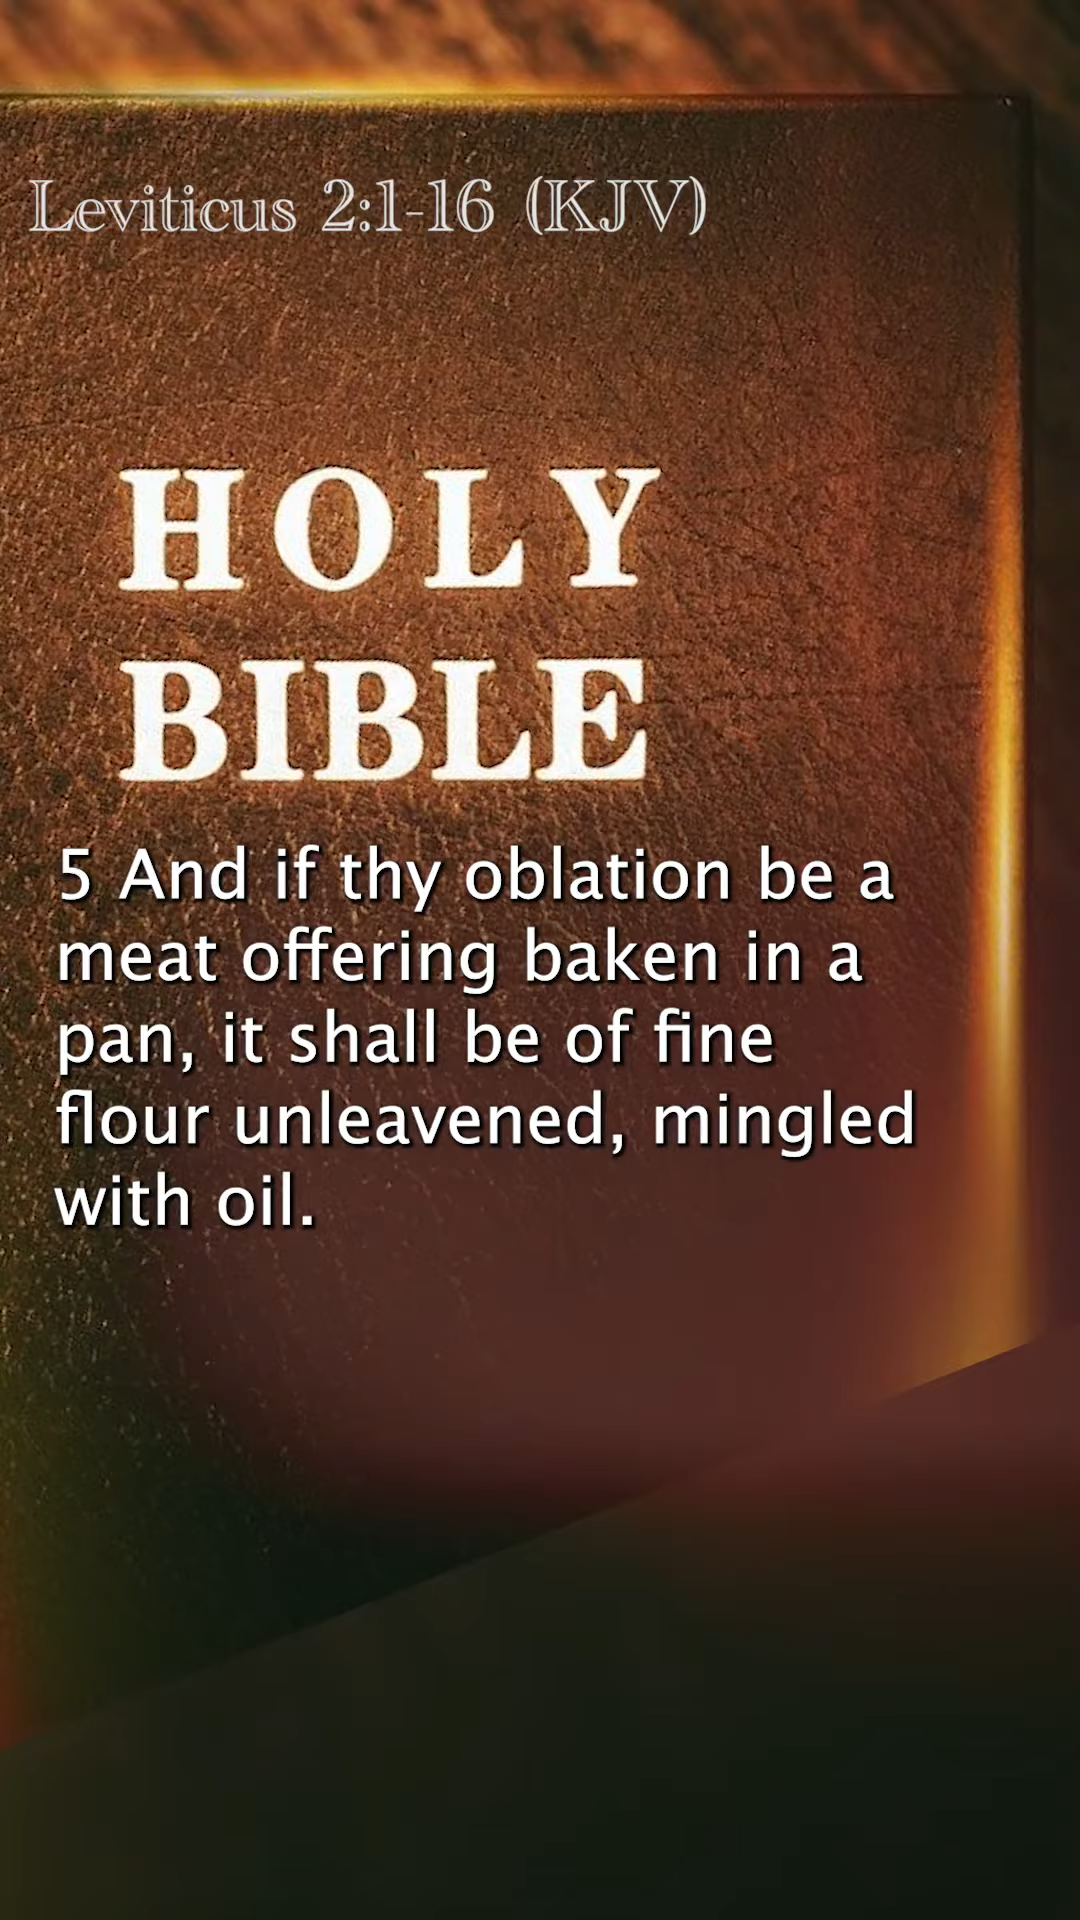 Leviticus 2:1-16 (KJV)
HOLY
BIBLE
5 And if thy oblation be a
meat offering baken in a
pan, it shall be of fine
flour unleavened, mingled
with oil.